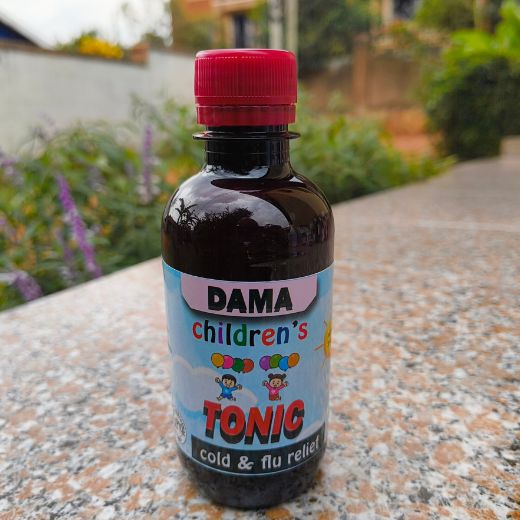 DAMA
children's
TONIC
cold & flu relief